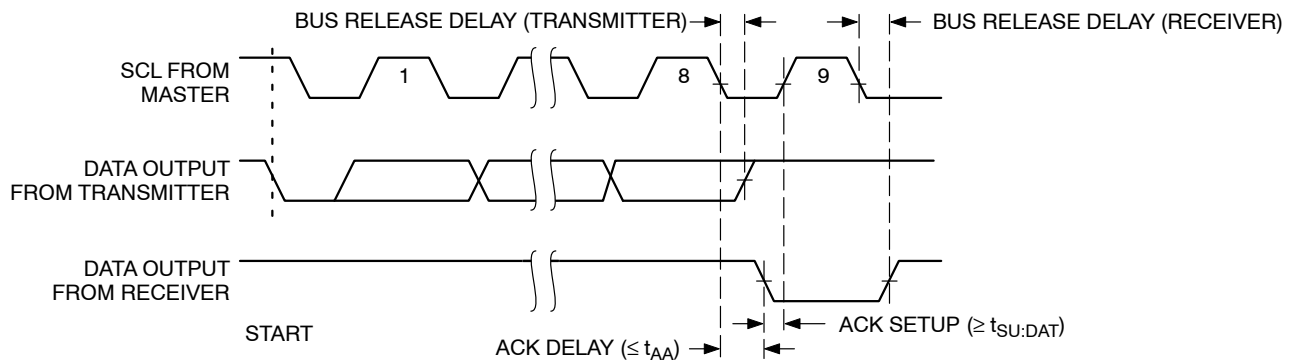 BUS RELEASE DELAY (TRANSMITTER)
BUS RELEASE DELAY (RECEIVER)
SCL FROM
MASTER
1
8
9
DATA OUTPUT
FROM TRANSMITTER
DATA OUTPUT
FROM RECEIVER
START
ACK SETUP (≥ tSU:DAT)
ACK DELAY (≤ tAA)